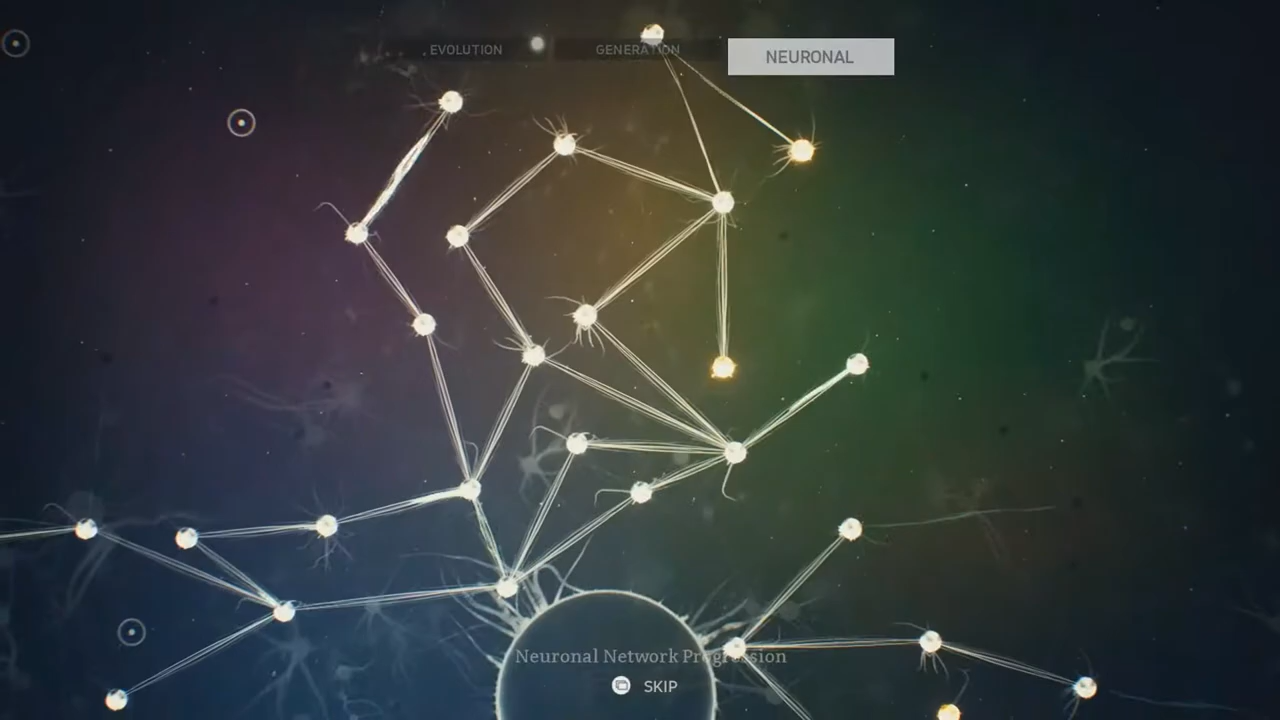 EVOLUTION
GENERATION
NEURONAL
Neuronal Network Progression
SKIP